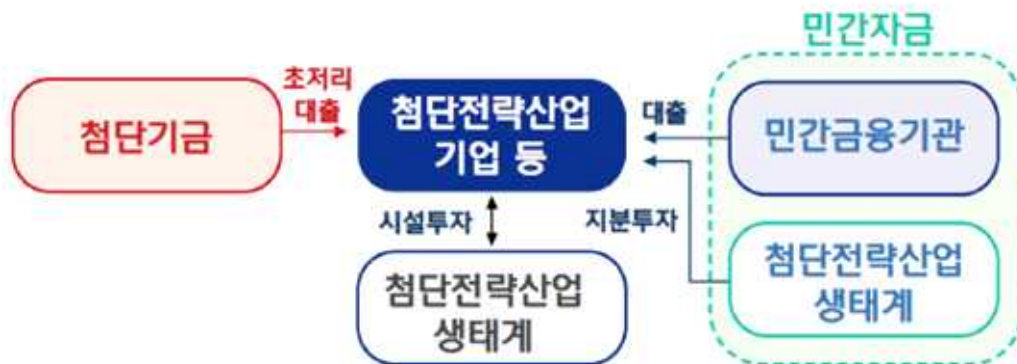 민간자금
첨단기금
초저리
대출
첨단전략산업
기업 등
대출
민간금융기관
시설투자
지분투자
첨단전략산업
생태계
첨단전략산업
생태계